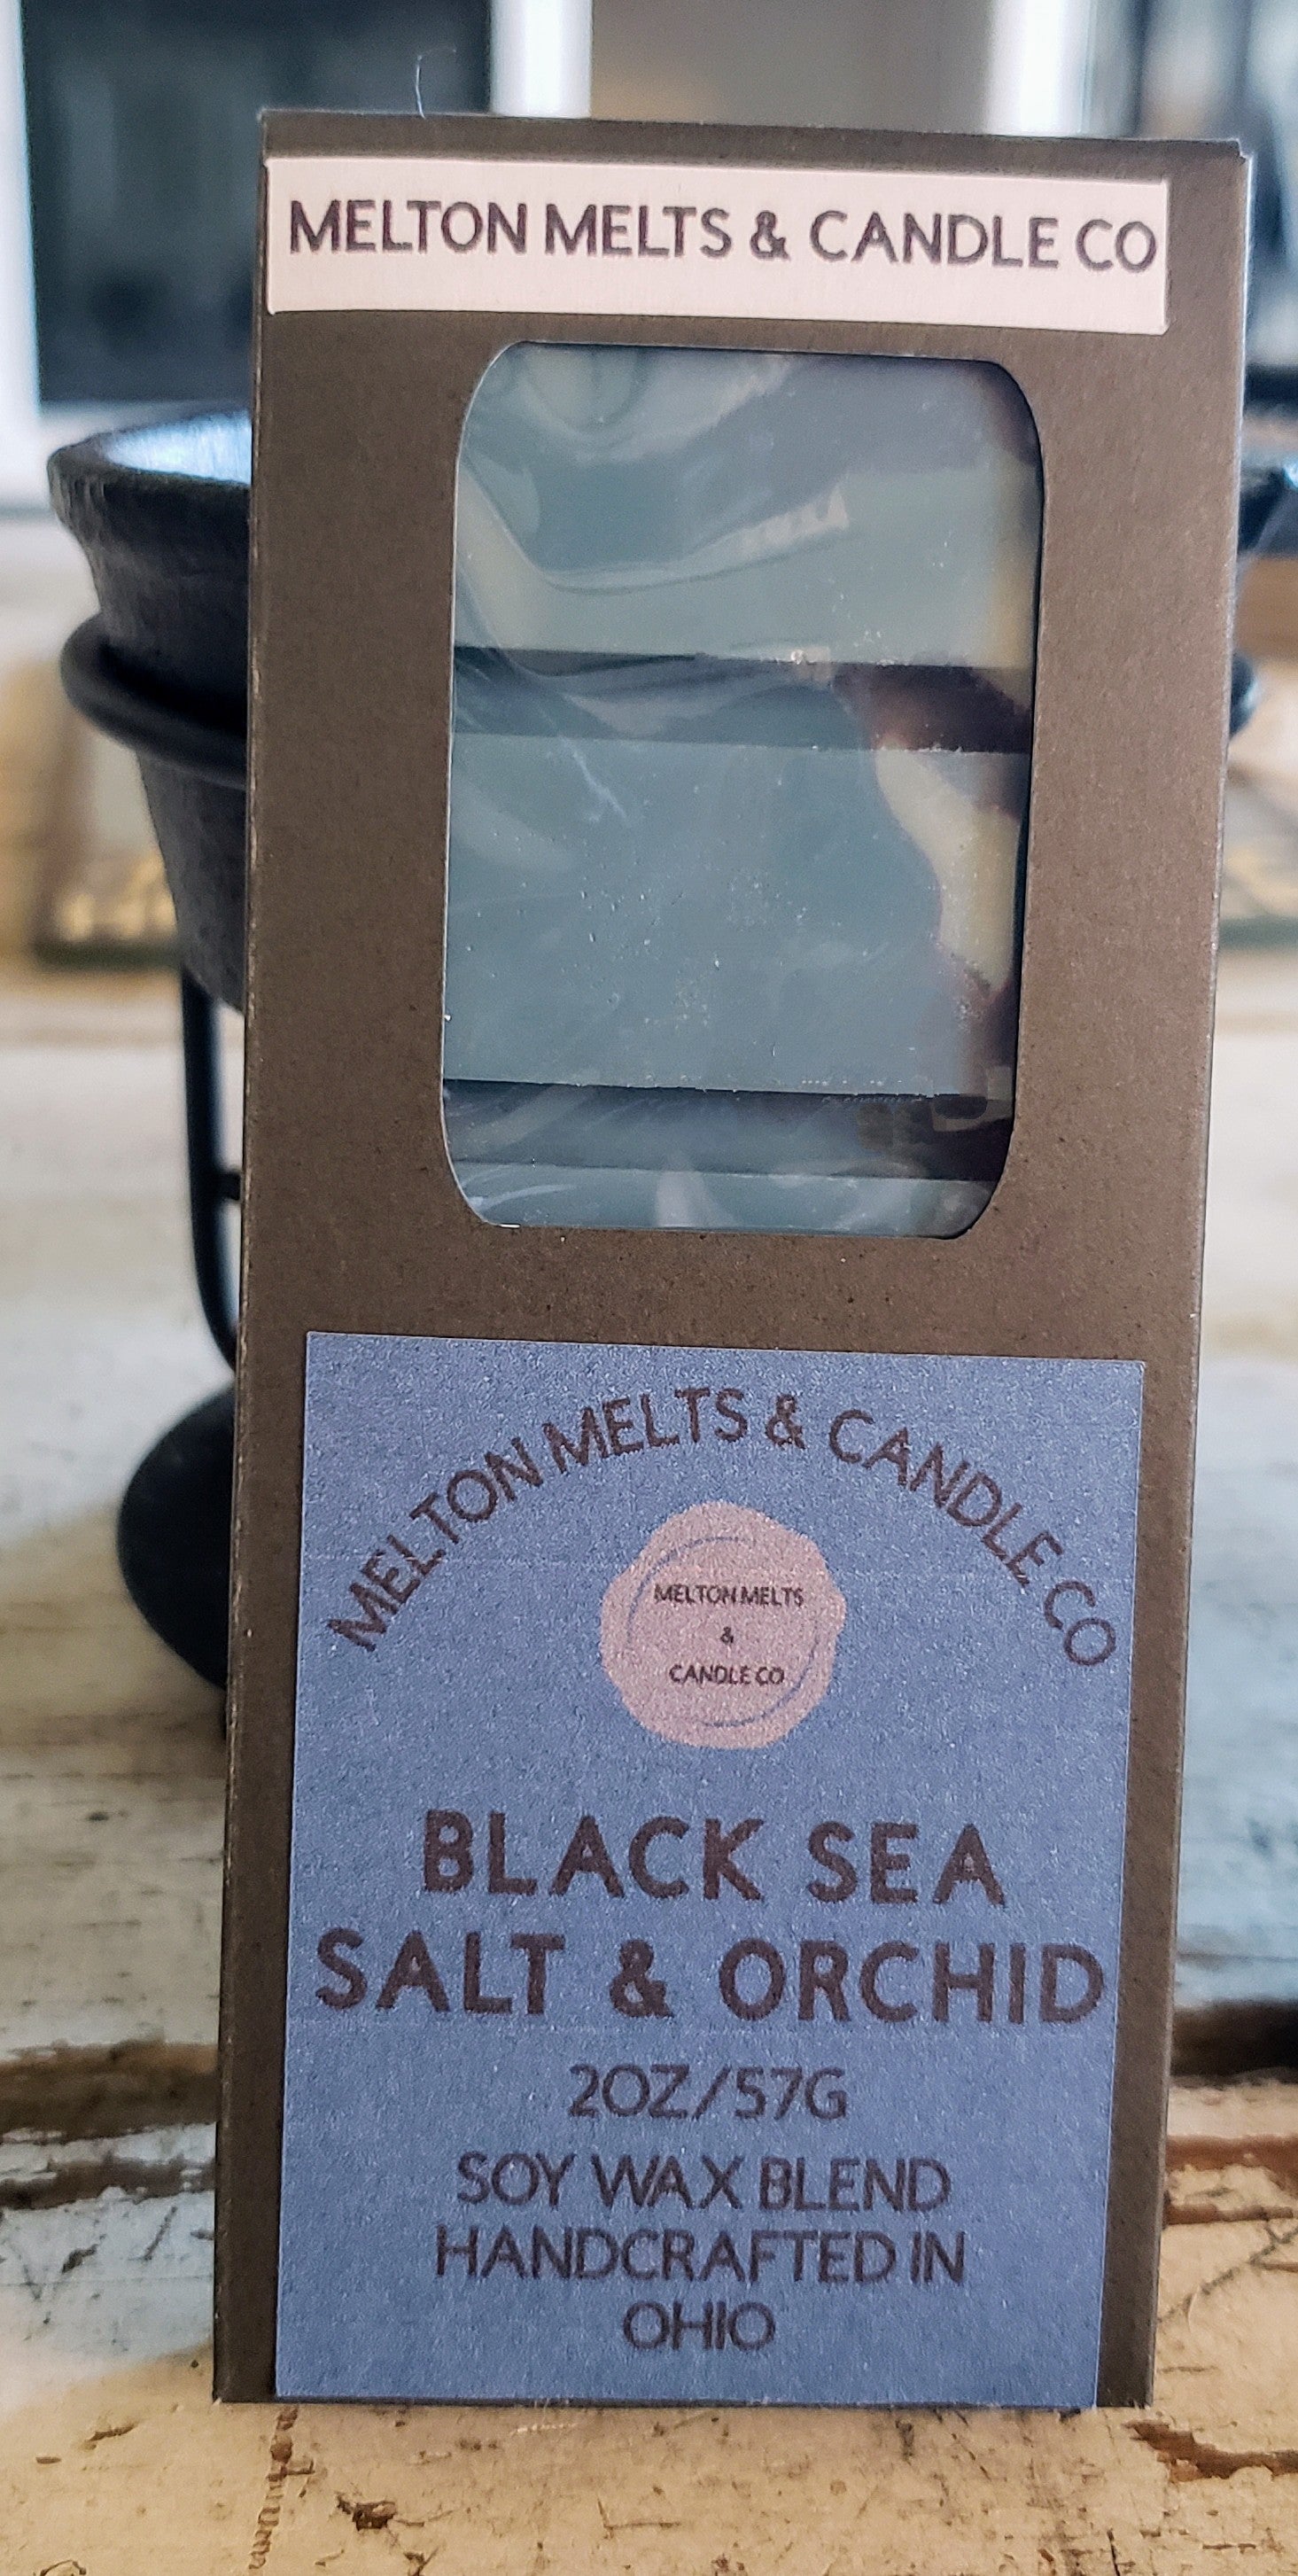 MELTON MELTS & CANDLE CO
MELTON MELTS & CANDLE CO
MELTON MELTS
&
CANDLE CO
BLACK SEA
SALT & ORCHID
2OZ/57G
SOY WAX BLEND
HANDCRAFTED IN
OHIO